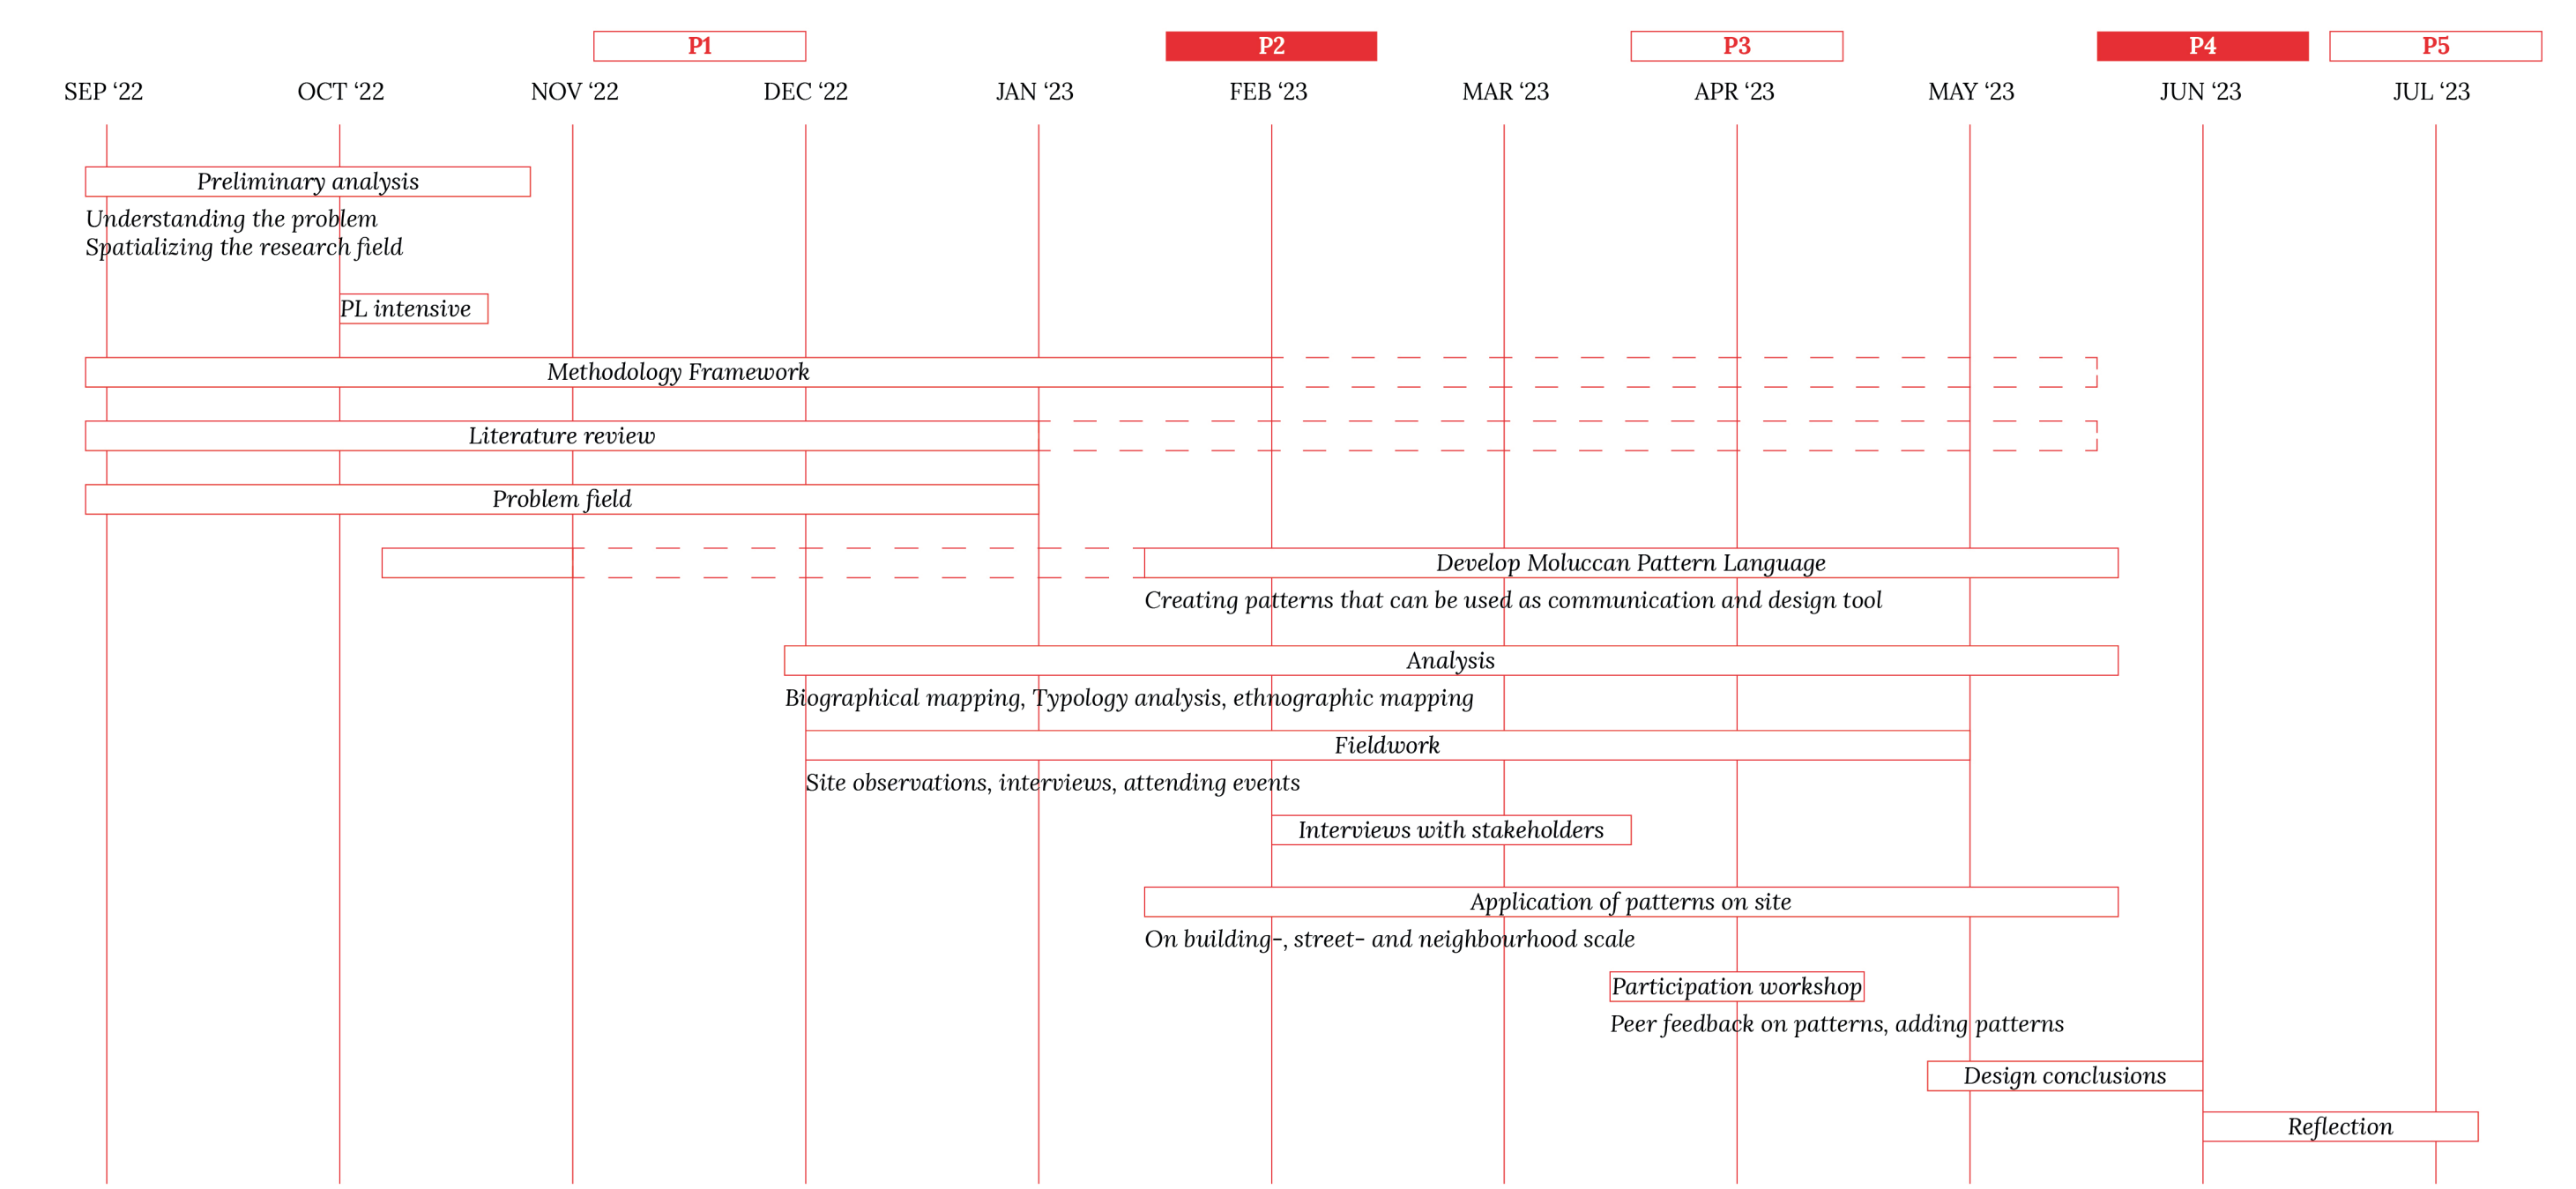 P1
P2
P3
P4
P5
SEP ‘22
OCT ‘22
NOV ‘22
DEC ‘22
JAN ‘23
FEB ‘23
MAR ‘23
APR ‘23
MAY ‘23
JUN ‘23
JUL ‘23
Preliminary analysis
Understanding the problem
Spatializing the research field
PL intensive
Methodology Framework
Literature review
Problem field
Develop Moluccan Pattern Language
Creating patterns that can be used as communication and design tool
Analysis
Biographical mapping, Typology analysis, ethnographic mapping
Fieldwork
Site observations, interviews, attending events
Interviews with stakeholders
Application of patterns on site
On building-, street- and neighbourhood scale
Participation workshop
Peer feedback on patterns, adding patterns
Design conclusions
Reflection